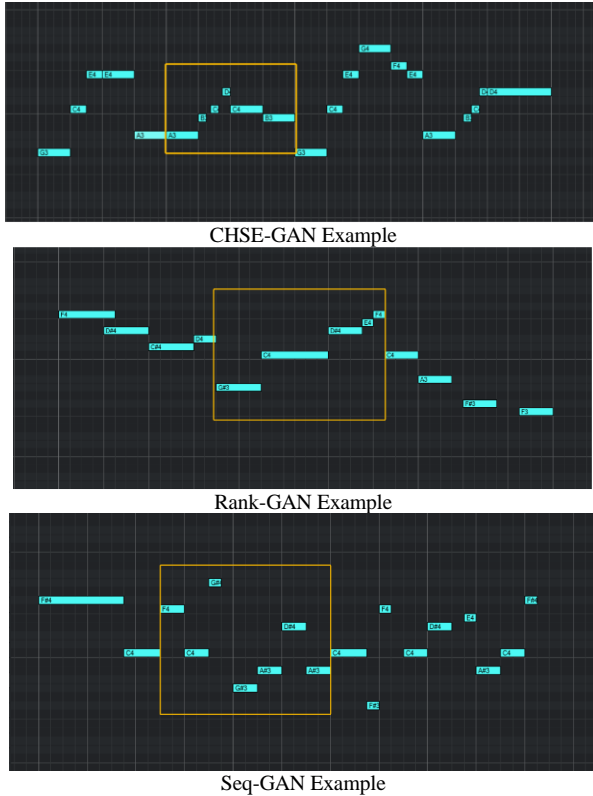 G4
F4
E4 E4 E4 E4
D D4
C4 C4 C4
B B3 B
A3 A3 A3
G3 G3
CHSE-GAN Example
F4 F4
E4
D#4 D#4
D4
C#4
C4 C4
A3
G#3
F#3
F3
Rank-GAN Example
G#4
F#4 F#4
F4 F4
E4
D#4 D#4
C4 C4 C4 C4 C4
A#3 A#3 A#3
G#3
F#3
Seq-GAN Example